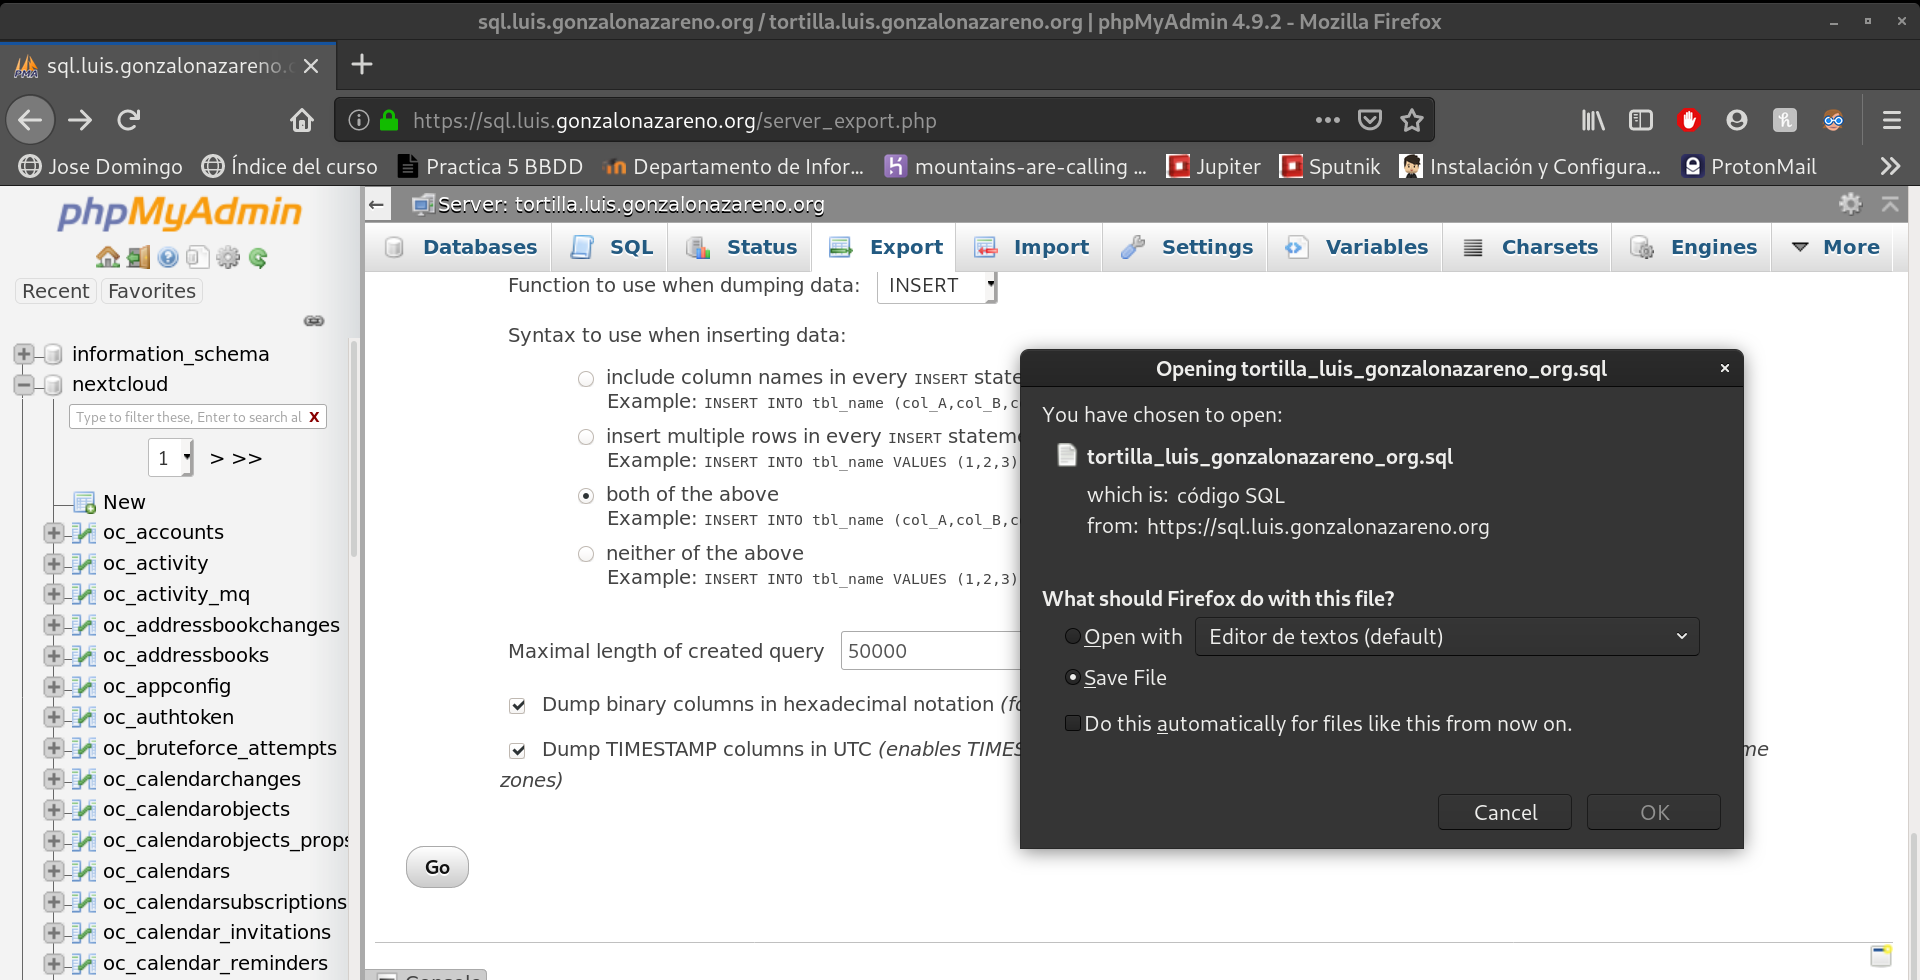 sql.luis.gonzalonazareno.org / tortilla.luis.gonzalonazareno.org | phpMyAdmin 4.9.2 - Mozilla Firefox
sql.luis.gonzalonazareno.
https://sql.luis.gonzalonazareno.org/server_export.php
Jose Domingo
Índice del curso
Practica 5 BBDD
Departamento de Infor...
mountains-are-calling ...
Jupiter
Sputnik
Instalación y Configura...
ProtonMail
phpMyAdmin
Recent
Favorites
information_schema
nextcloud
Type to filter these, Enter to search al X
1 > >>
New
oc_accounts
oc_activity
oc_activity_mq
oc_addressbookchanges
oc_addressbooks
oc_appconfig
oc_authtoken
oc_bruteforce_attempts
oc_calendarchanges
oc_calendarobjects
oc_calendarobjects_props
oc_calendars
oc_calendarsubscriptions
oc_calendar_invitations
oc_calendar_reminders
Server: tortilla.luis.gonzalonazareno.org
Databases
SQL
Status
Export
Import
Settings
Variables
Charsets
Engines
More
Function to use when dumping data: INSERT
Syntax to use when inserting data:
include column names in every INSERT state
Example: INSERT INTO tbl_name (col_A,col_B,c
insert multiple rows in every INSERT stateme
Example: INSERT INTO tbl_name VALUES (1,2,3)
both of the above
Example: INSERT INTO tbl_name (col_A,col_B,c
neither of the above
Example: INSERT INTO tbl_name VALUES (1,2,3)
Maximal length of created query 50000
Dump binary columns in hexadecimal notation (fo
Dump TIMESTAMP columns in UTC (enables TIMES me
zones)
Go
Console
Opening tortilla_luis_gonzalonazareno_org.sql
You have chosen to open:
tortilla_luis_gonzalonazareno_org.sql
which is: código SQL
from: https://sql.luis.gonzalonazareno.org
What should Firefox do with this file?
Open with Editor de textos (default)
Save File
Do this automatically for files like this from now on.
Cancel
OK